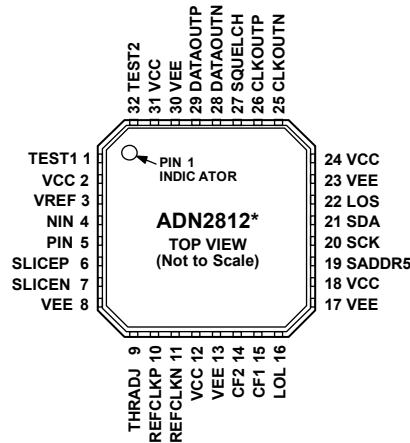 32 TEST2
31 VCC
30 VEE
29 DATAOUTP
28 DATAOUTN
27 SQUELCH
26 CLKOUTP
25 CLKOUTN
TEST1 1
VCC 2
VREF 3
NIN 4
PIN 5
SLICEP 6
SLICEN 7
VEE 8
PIN 1
INDIC ATOR
ADN2812*
TOP VIEW
(Not to Scale)
24 VCC
23 VEE
22 LOS
21 SDA
20 SCK
19 SADDR5
18 VCC
17 VEE
THRADJ 9
REFCLKP 10
REFCLKN 11
VCC 12
VEE 13
CF2 14
CF1 15
LOL 16